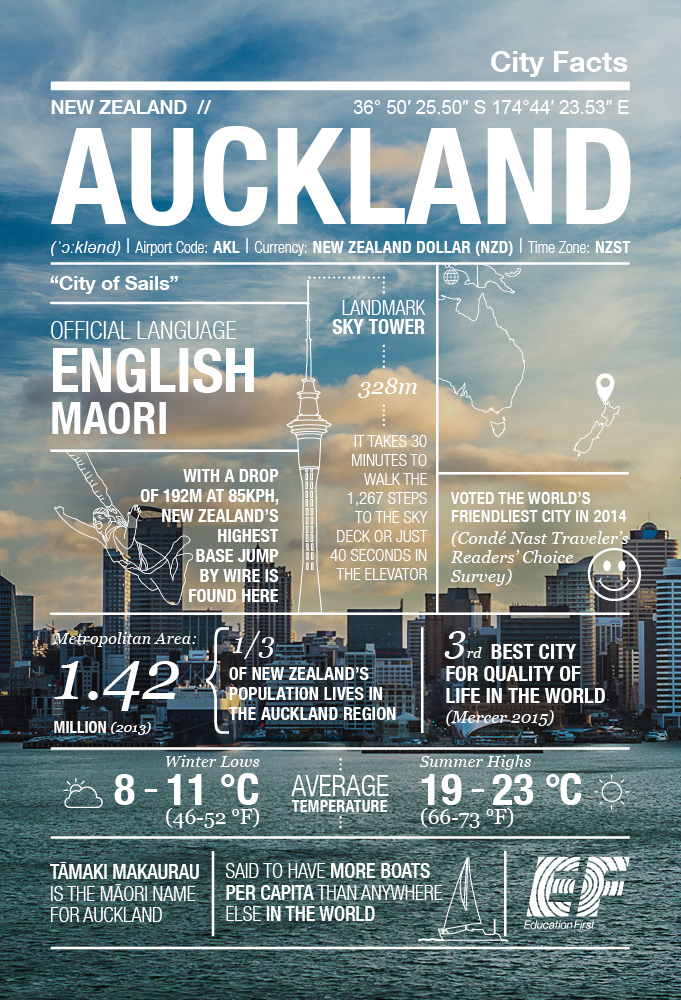 City Facts
NEW ZEALAND //
36° 50′ 25.50″ S 174°44′ 23.53″ E
AUCKLAND
(ˈɔːklənd) | Airport Code: AKL | Currency: NEW ZEALAND DOLLAR (NZD) | Time Zone: NZST
“City of Sails”
OFFICIAL LANGUAGE
ENGLISH
MAORI
LANDMARK
SKY TOWER
328m
IT TAKES 30
MINUTES TO
WALK THE
1,267 STEPS
TO THE SKY
DECK OR JUST
40 SECONDS IN
THE ELEVATOR
WITH A DROP
OF 192M AT 85KPH,
NEW ZEALAND’S
HIGHEST
BASE JUMP
BY WIRE IS
FOUND HERE
VOTED THE WORLD’S
FRIENDLIEST CITY IN 2014
(Condé Nast Traveler’s
Readers’ Choice
Survey)
Metropolitan Area:
1.42
MILLION (2013)
1/3
OF NEW ZEALAND’S
POPULATION LIVES IN
THE AUCKLAND REGION
3rd BEST CITY
FOR QUALITY OF
LIFE IN THE WORLD
(Mercer 2015)
Winter Lows
8 – 11 °C
(46-52 °F)
AVERAGE
TEMPERATURE
Summer Highs
19 – 23 °C
(66-73 °F)
TĀMAKI MAKAURAU
IS THE MĀORI NAME
FOR AUCKLAND
SAID TO HAVE MORE BOATS
PER CAPITA THAN ANYWHERE
ELSE IN THE WORLD
EF
Education First